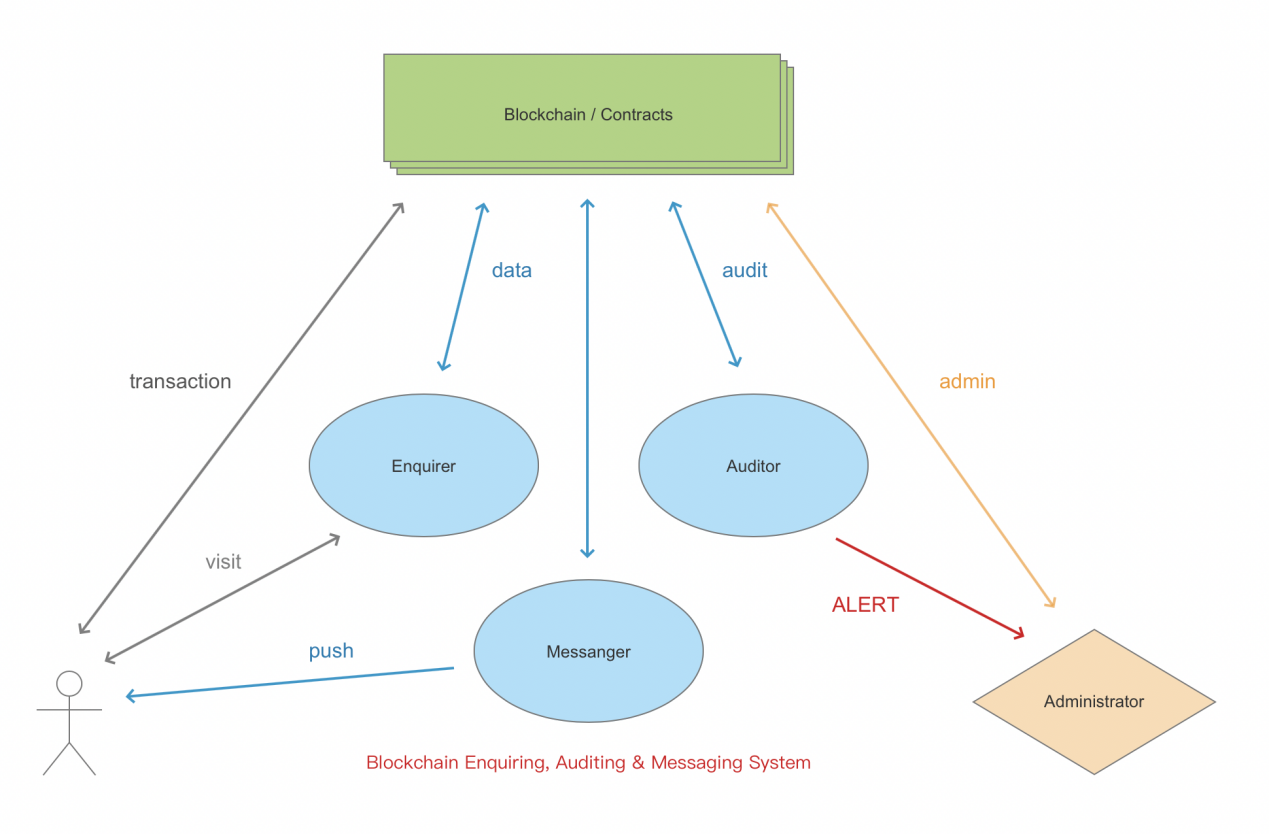 Blockchain / Contracts
data
audit
transaction
admin
Enquirer
Auditor
visit
ALERT
push
Messanger
Administrator
Blockchain Enquiring, Auditing & Messaging System